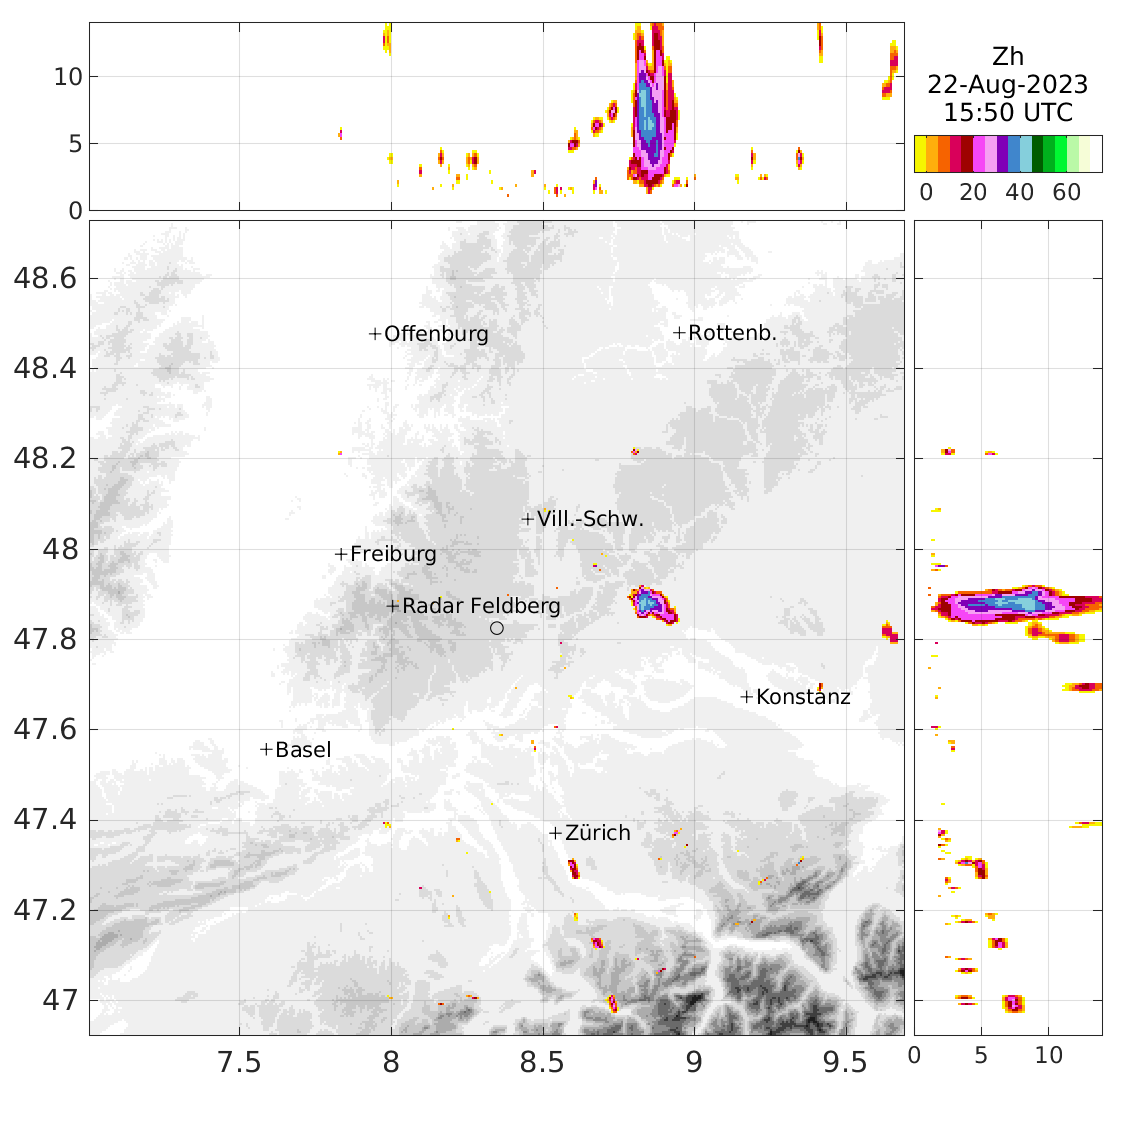 Zh
22-Aug-2023
15:50 UTC
0 20 40 60
10
5
0
48.6
48.4
48.2
48
47.8
47.6
47.4
47.2
47
+Offenburg
+Rottenb.
+Vill.-Schw.
+Freiburg
+Radar Feldberg
+Konstanz
+Basel
+Zürich
7.5 8 8.5 9 9.5
0 5 10